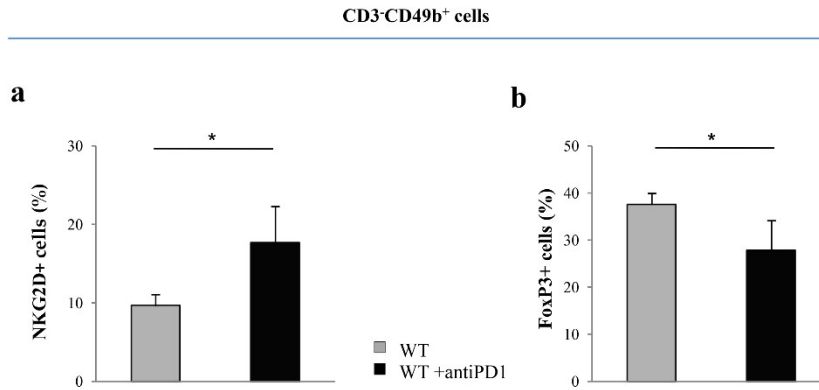 CD3-CD49b+ cells
a
NKG2D+ cells (%)
30
20
10
0
*
WT
WT +antiPD1
b
FoxP3+ cells (%)
50
40
30
20
10
0
*